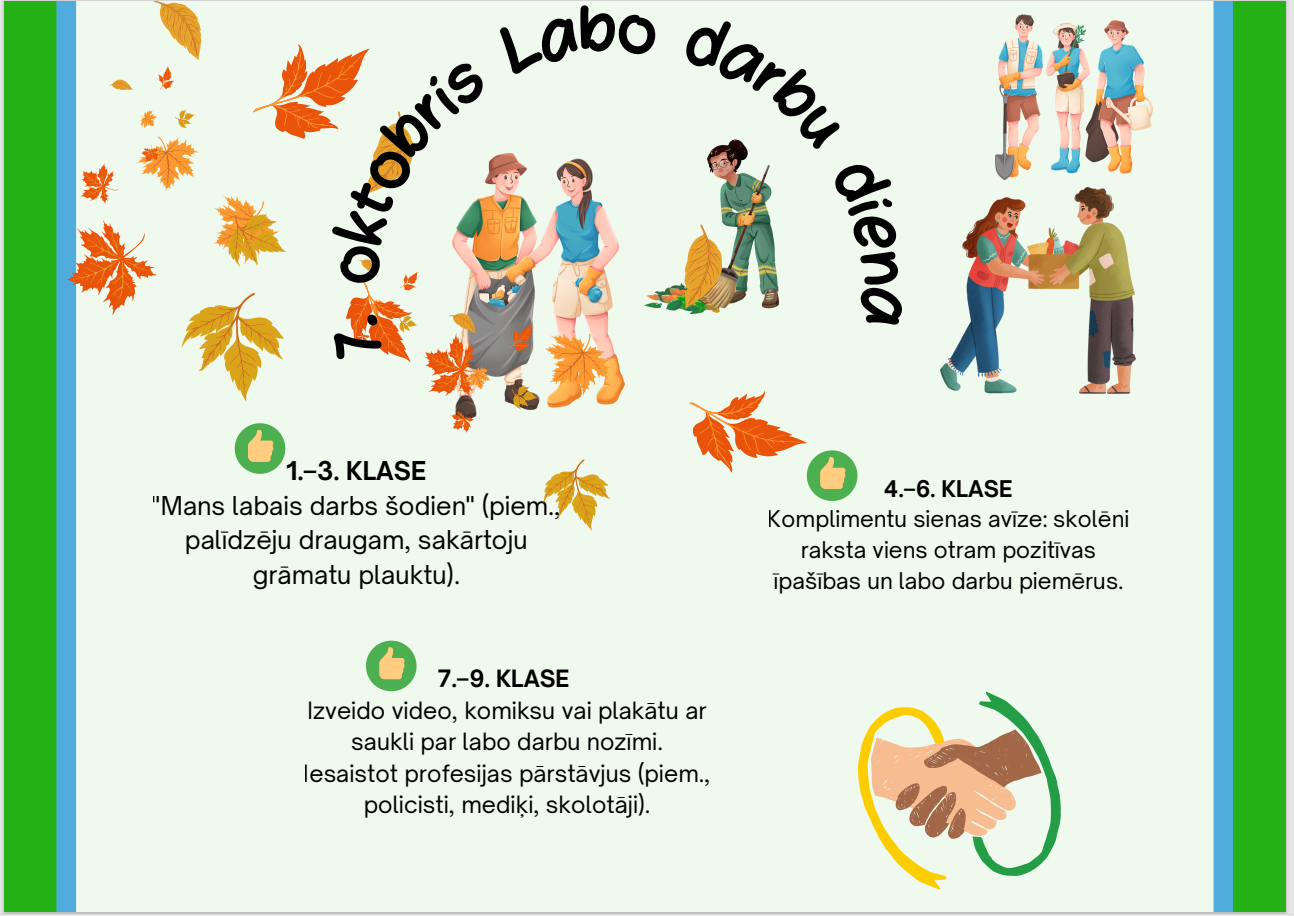 1. oktobris Labo darbu diena
1.–3. KLASE
"Mans labais darbs šodien" (piem.,
palīdzēju draugam, sakārtoju
grāmatu plauktu).
4.–6. KLASE
Komplimentu sienas avīze: skolēni
raksta viens otram pozitīvas
īpašības un labo darbu piemērus.
7.–9. KLASE
Izveido video, komiksu vai plakātu ar
saukli par labo darbu nozīmi.
Iesaistot profesijas pārstāvjus (piem.,
policisti, mediķi, skolotāji).